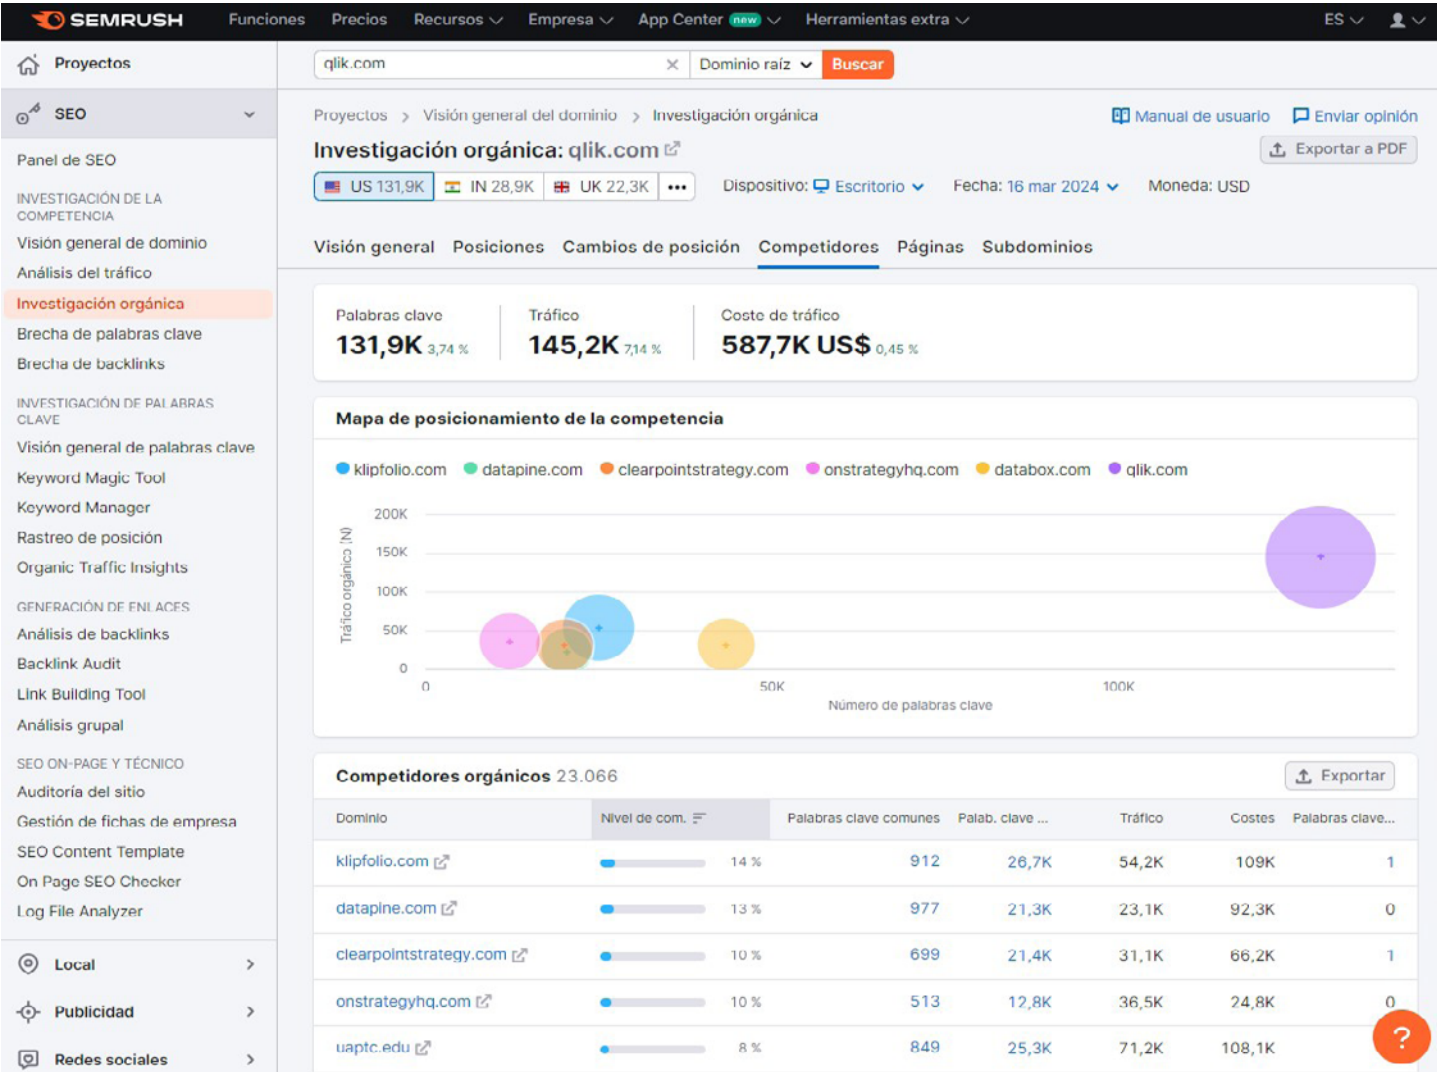 SEMRUSH Funciones Precios Recursos Empresa App Center new Herramientas extra ES
Proyectos
qlik.com × Dominio raíz Buscar
SEO
Proyectos > Visión general del dominio > Investigación orgánica
Manual de usuario Enviar opinión
Investigación orgánica: qlik.com
Exportar a PDF
US 131,9K IN 28,9K UK 22,3K ••• Dispositivo: Escritorio Fecha: 16 mar 2024 Moneda: USD
Visión general Posiciones Cambios de posición Competidores Páginas Subdominios
Panel de SEO
INVESTIGACIÓN DE LA
COMPETENCIA
Visión general de dominio
Análisis del tráfico
Investigación orgánica
Brecha de palabras clave
Brecha de backlinks
INVESTIGACIÓN DE PALABRAS
CLAVE
Visión general de palabras clave
Keyword Magic Tool
Keyword Manager
Rastreo de posición
Organic Traffic Insights
GENERACIÓN DE ENLACES
Análisis de backlinks
Backlink Audit
Link Building Tool
Análisis grupal
SEO ON-PAGE Y TÉCNICO
Auditoría del sitio
Gestión de fichas de empresa
SEO Content Template
On Page SEO Checker
Log File Analyzer
Local
Publicidad
Redes sociales
Palabras clave Tráfico Coste de tráfico
131,9K 3,74 % 145,2K 7,14 % 587,7K US$ 0,45 %
Mapa de posicionamiento de la competencia
klipfolio.com datapine.com clearpointstrategy.com onstrategyhq.com databox.com qlik.com
Tráfico orgánico (N)
200K
150K
100K
50K
0
0 50K 100K
Número de palabras clave
Competidores orgánicos 23.066
Exportar
Dominio Nivel de com. Palabras clave comunes Palab. clave ... Tráfico Costes Palabras clave...
klipfolio.com 14 % 912 26,7K 54,2K 109K 1
datapine.com 13 % 977 21,3K 23,1K 92,3K 0
clearpointstrategy.com 10 % 699 21,4K 31,1K 66,2K 1
onstrategyhq.com 10 % 513 12,8K 36,5K 24,8K 0
uaptc.edu 8 % 849 25,3K 71,2K 108,1K
?